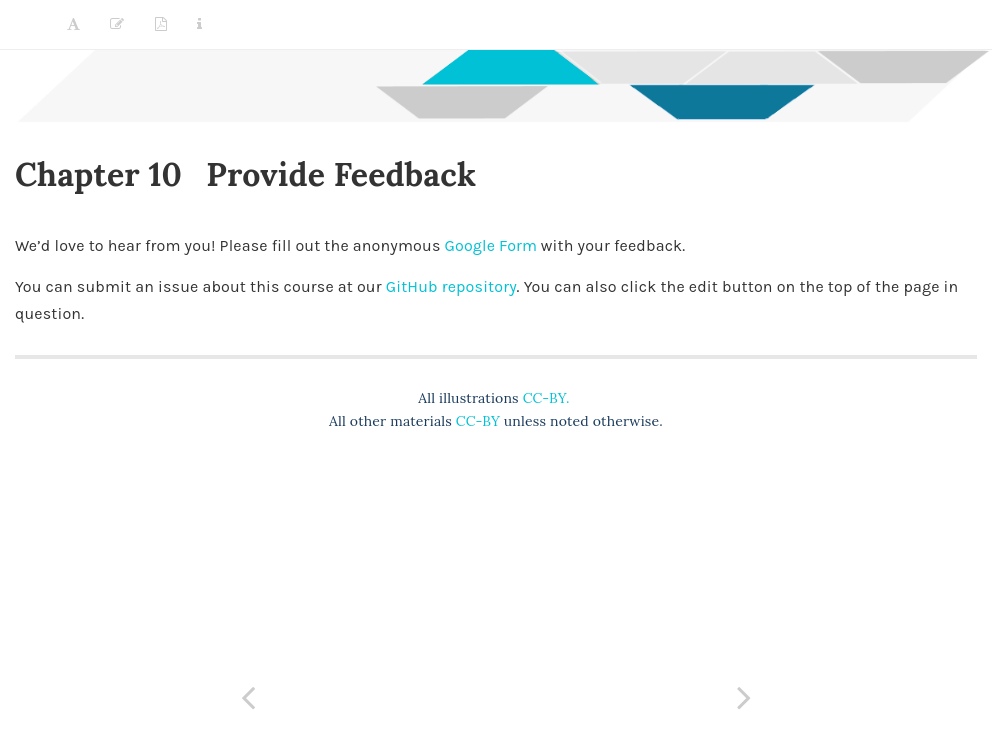 Chapter 10 Provide Feedback
We’d love to hear from you! Please fill out the anonymous Google Form with your feedback.
You can submit an issue about this course at our GitHub repository. You can also click the edit button on the top of the page in
question.
All illustrations CC-BY.
All other materials CC-BY unless noted otherwise.